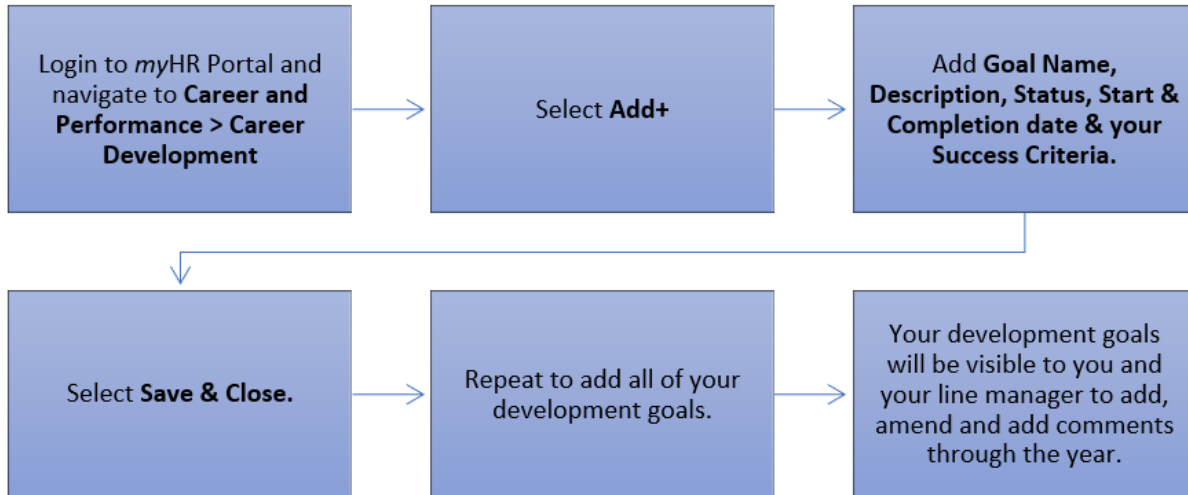 Login to myHR Portal and
navigate to Career and
Performance > Career
Development
Select Add+
Add Goal Name,
Description, Status, Start &
Completion date & your
Success Criteria.
Select Save & Close.
Repeat to add all of your
development goals.
Your development goals
will be visible to you and
your line manager to add,
amend and add comments
through the year.